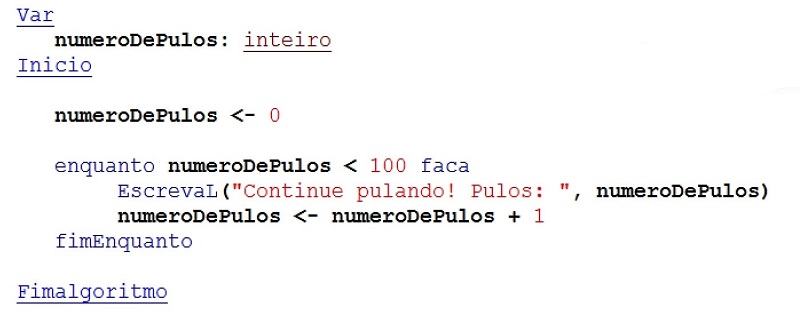 Var
numeroDePulos: inteiro
Inicio
numeroDePulos <- 0
enquanto numeroDePulos < 100 faca
EscrevaL("Continue pulando! Pulos: ", numeroDePulos)
numeroDePulos <- numeroDePulos + 1
fimEnquanto
Fimalgoritmo